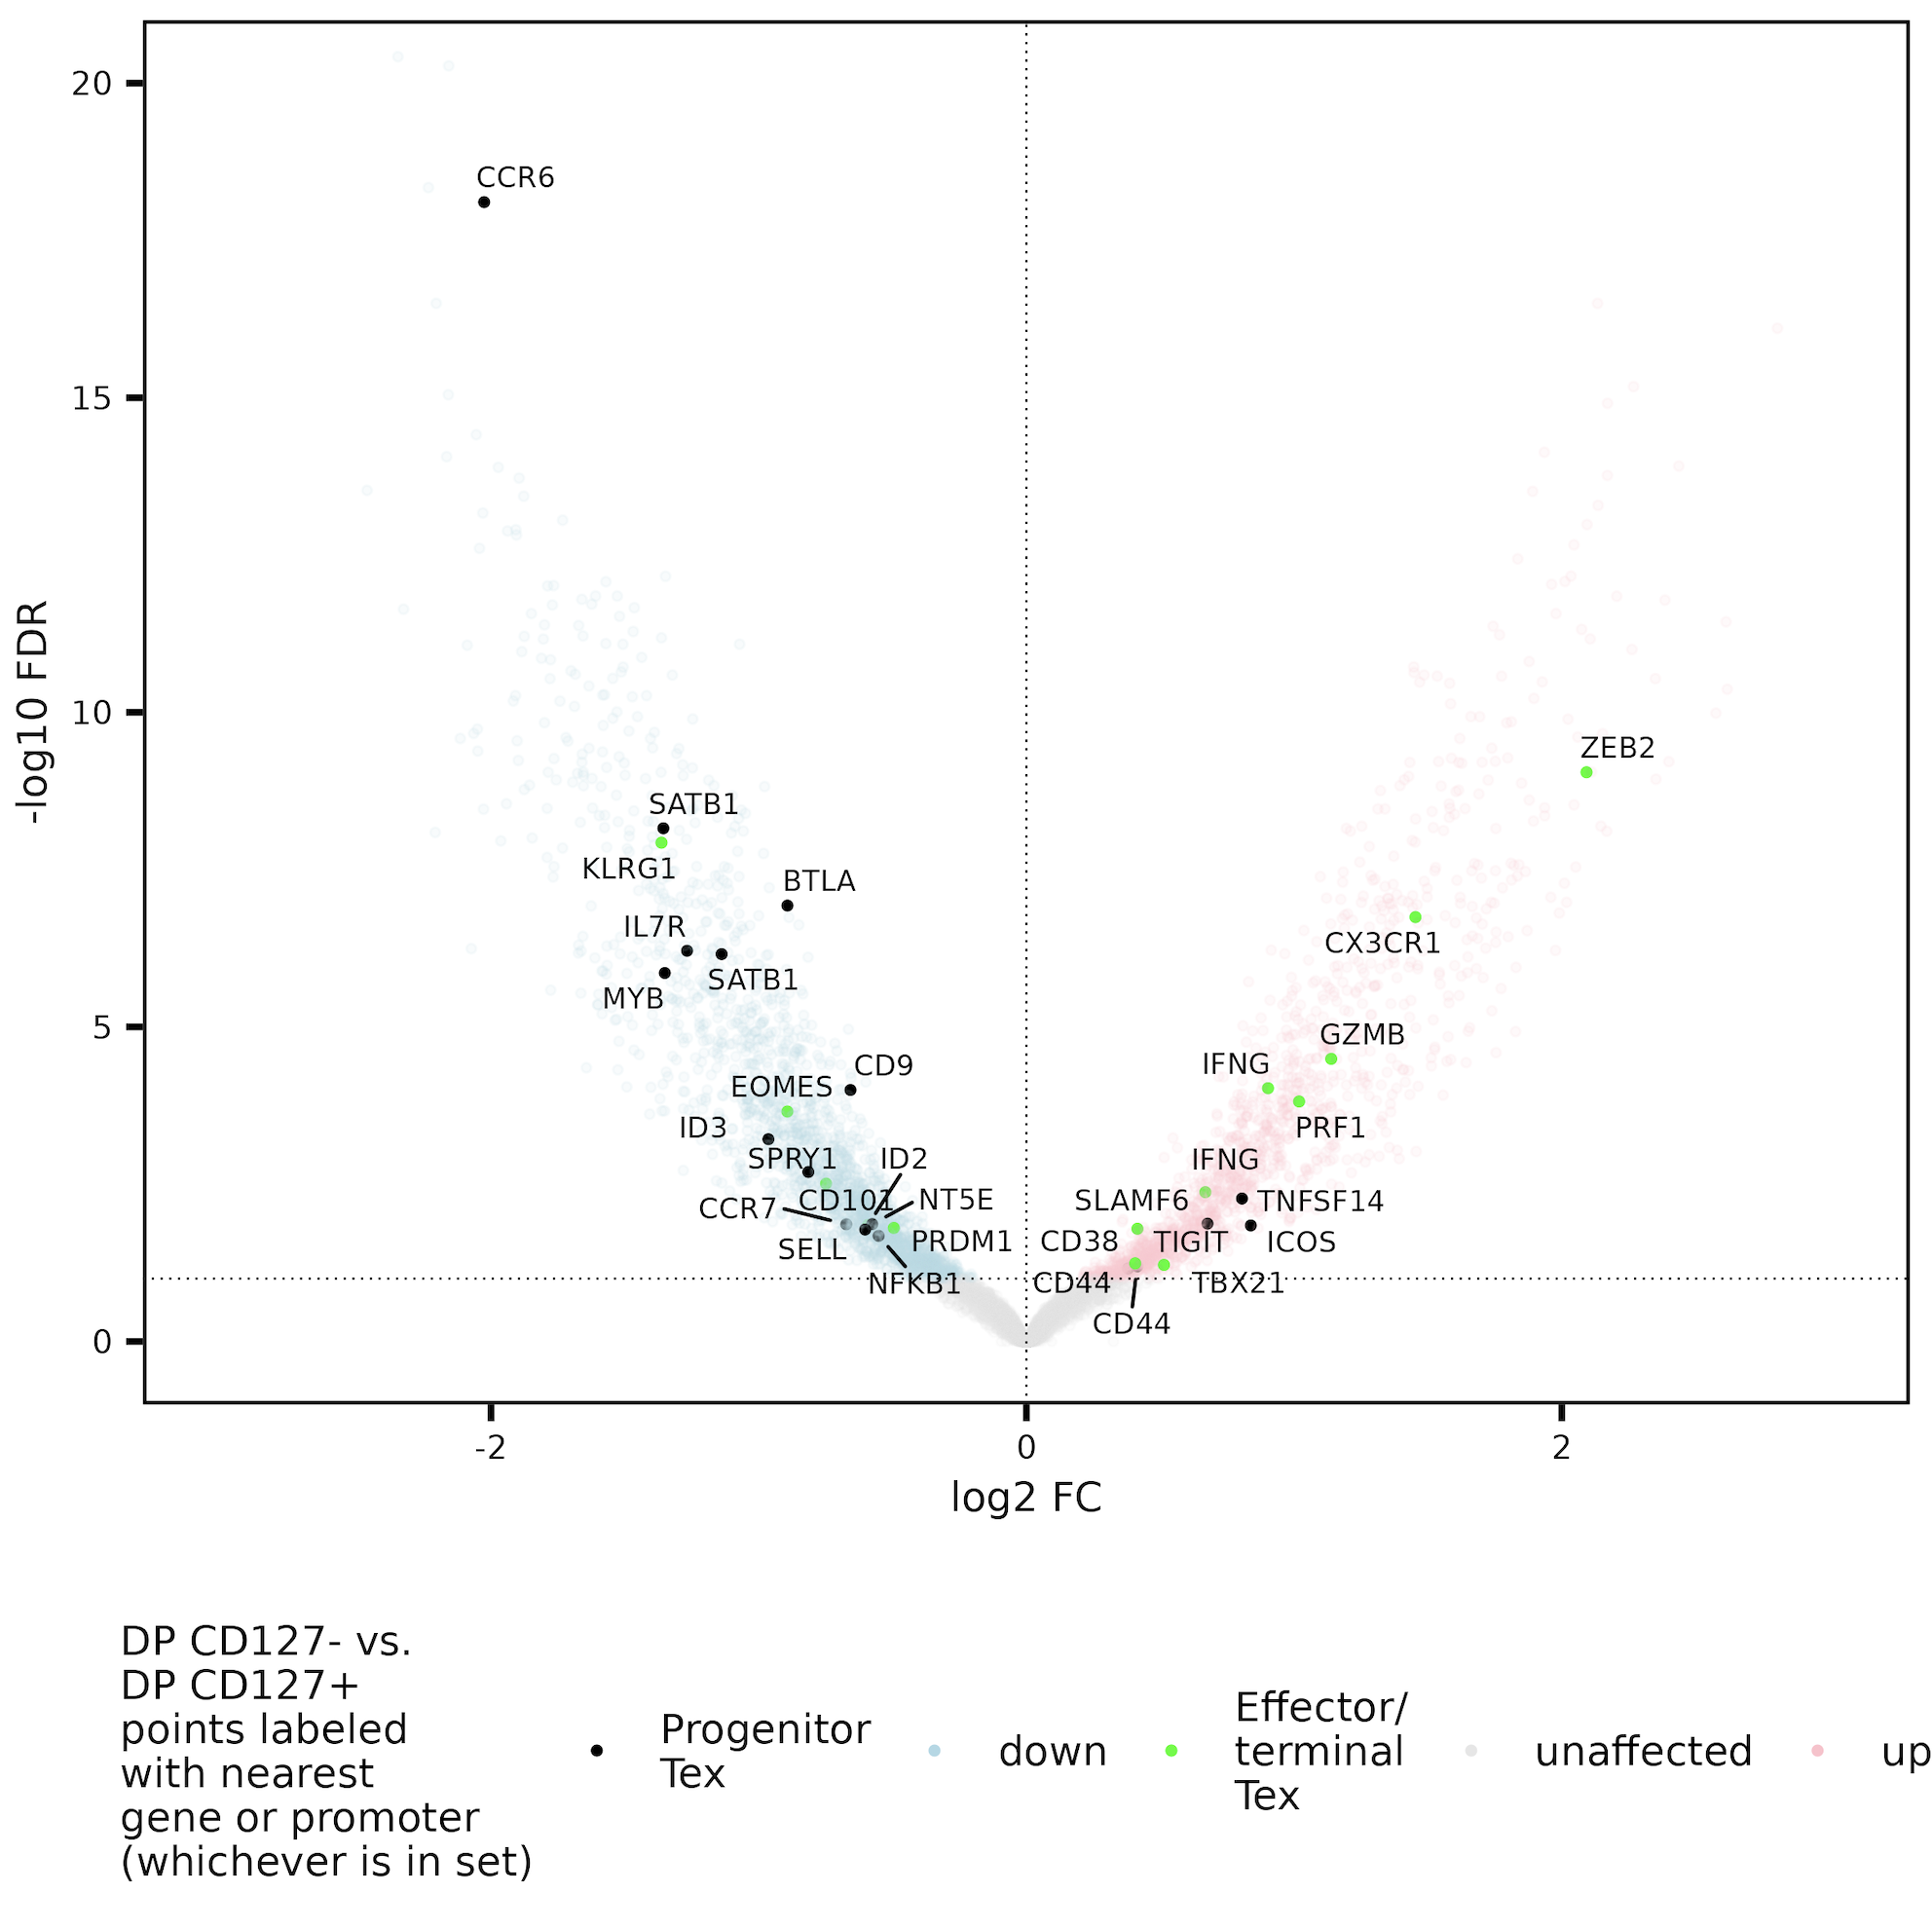 20
CCR6
15
-log10 FDR
10
ZEB2
SATB1
KLRG1
BTLA
IL7R
CX3CR1
SATB1
MYB
5
GZMB
CD9
IFNG
EOMES
ID3
PRF1
SPRY1
ID2
IFNG
CD101
NT5E
SLAMF6
TNFSF14
CCR7
SELL
PRDM1
CD38
TIGIT
ICOS
NFKB1
CD44
TBX21
CD44
0
-2
0
2
log2 FC
DP CD127- vs.
DP CD127+
points labeled
with nearest
gene or promoter
(whichever is in set)
Progenitor
Tex
down
Effector/
terminal
Tex
unaffected
up